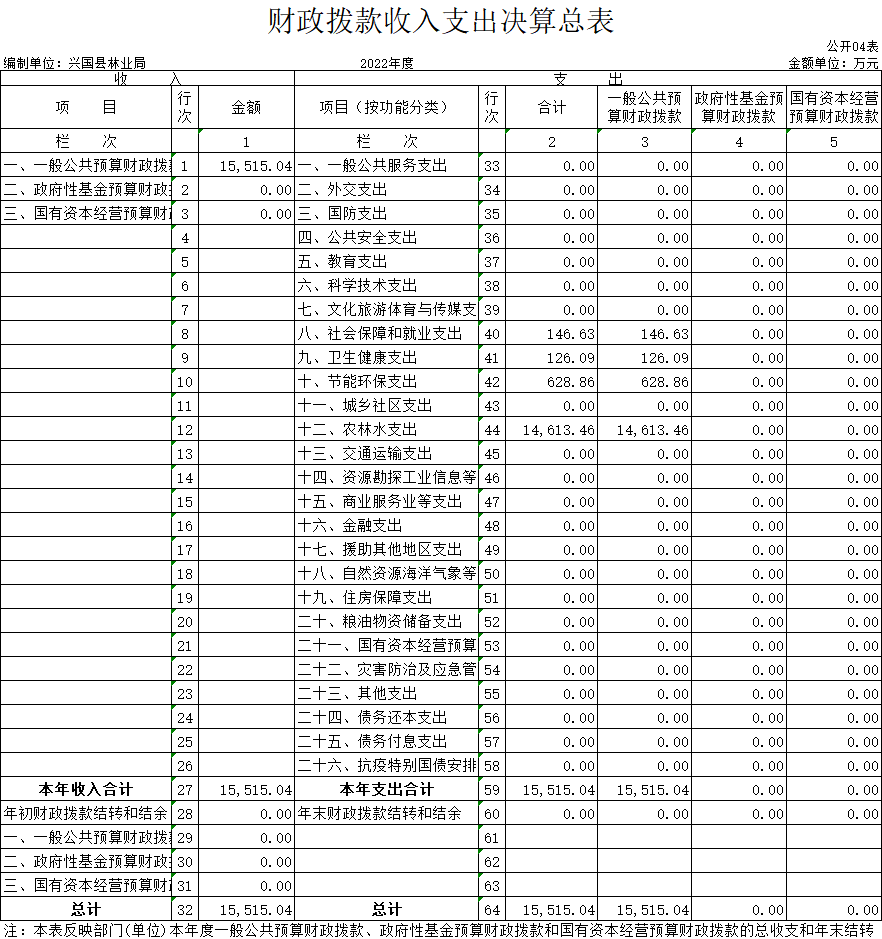 财政拨款收入支出决算总表
公开04表
编制单位：兴国县林业局 2022年度 金额单位：万元
收 入 支 出
项 目 行次 金额 项目（按功能分类） 行次 合计 一般公共预算财政拨款 政府性基金预算财政拨款 国有资本经营预算财政拨款
栏 次 1 栏 次 2 3 4 5
一、一般公共预算财政拨 1 15,515.04 一、一般公共服务支出 33 0.00 0.00 0.00 0.00
二、政府性基金预算财政 2 0.00 二、外交支出 34 0.00 0.00 0.00 0.00
三、国有资本经营预算财 3 0.00 三、国防支出 35 0.00 0.00 0.00 0.00
4 四、公共安全支出 36 0.00 0.00 0.00 0.00
5 五、教育支出 37 0.00 0.00 0.00 0.00
6 六、科学技术支出 38 0.00 0.00 0.00 0.00
7 七、文化旅游体育与传媒支 39 0.00 0.00 0.00 0.00
8 八、社会保障和就业支出 40 146.63 146.63 0.00 0.00
9 九、卫生健康支出 41 126.09 126.09 0.00 0.00
10 十、节能环保支出 42 628.86 628.86 0.00 0.00
11 十一、城乡社区支出 43 0.00 0.00 0.00 0.00
12 十二、农林水支出 44 14,613.46 14,613.46 0.00 0.00
13 十三、交通运输支出 45 0.00 0.00 0.00 0.00
14 十四、资源勘探工业信息等 46 0.00 0.00 0.00 0.00
15 十五、商业服务业等支出 47 0.00 0.00 0.00 0.00
16 十六、金融支出 48 0.00 0.00 0.00 0.00
17 十七、援助其他地区支出 49 0.00 0.00 0.00 0.00
18 十八、自然资源海洋气象等 50 0.00 0.00 0.00 0.00
19 十九、住房保障支出 51 0.00 0.00 0.00 0.00
20 二十、粮油物资储备支出 52 0.00 0.00 0.00 0.00
21 二十一、国有资本经营预算 53 0.00 0.00 0.00 0.00
22 二十二、灾害防治及应急管 54 0.00 0.00 0.00 0.00
23 二十三、其他支出 55 0.00 0.00 0.00 0.00
24 二十四、债务还本支出 56 0.00 0.00 0.00 0.00
25 二十五、债务付息支出 57 0.00 0.00 0.00 0.00
26 二十六、抗疫特别国债安排 58 0.00 0.00 0.00 0.00
本年收入合计 27 15,515.04 本年支出合计 59 15,515.04 15,515.04 0.00 0.00
年初财政拨款结转和结余 28 0.00 年末财政拨款结转和结余 60 0.00 0.00 0.00 0.00
一、一般公共预算财政拨 29 0.00 61
二、政府性基金预算财政 30 0.00 62
三、国有资本经营预算财 31 0.00 63
总计 32 15,515.04 总计 64 15,515.04 15,515.04 0.00 0.00
注：本表反映部门(单位)本年度一般公共预算财政拨款、政府性基金预算财政拨款和国有资本经营预算财政拨款的总收支和年末结转